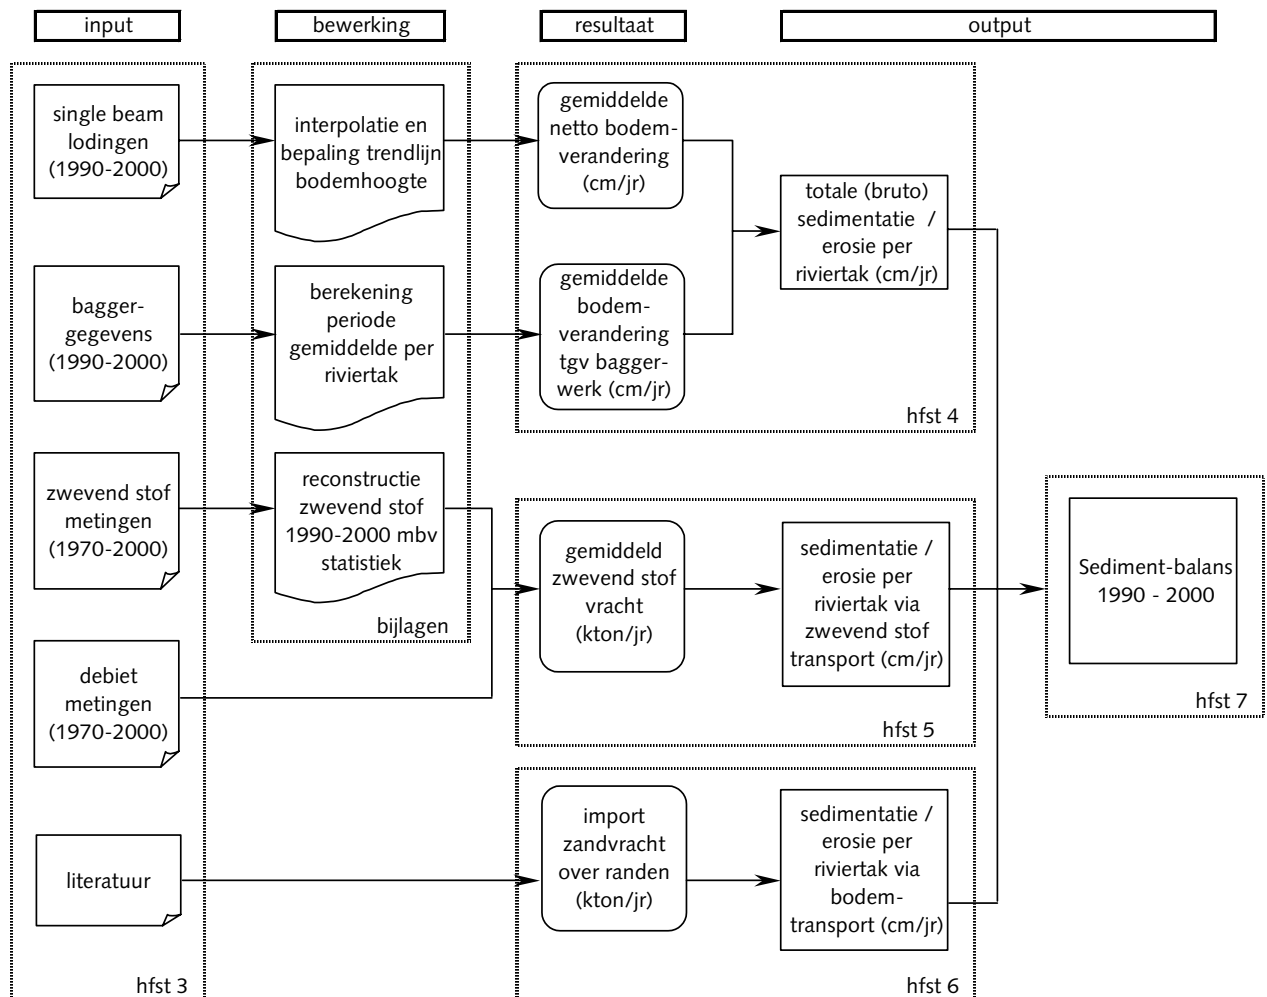 input
bewerking
resultaat
output
single beam
lodingen
(1990-2000)
interpolatie en
bepaling trendlijn
bodemhoogte
gemiddelde
netto bodem-
verandering
(cm/jr)
totale (bruto)
sedimentatie /
erosie per
riviertak (cm/jr)
bagger-
gegevens
(1990-2000)
berekening
periode
gemiddelde per
riviertak
gemiddelde
bodem-
verandering
tgv bagger-
werk (cm/jr)
hfst 4
zwevend stof
metingen
(1970-2000)
reconstructie
zwevend stof
1990-2000 mbv
statistiek
bijlagen
gemiddeld
zwevend stof
vracht
(kton/jr)
sedimentatie /
erosie per
riviertak via
zwevend stof
transport (cm/jr)
hfst 5
Sediment-balans
1990 - 2000
hfst 7
debiet
metingen
(1970-2000)
literatuur
hfst 3
import
zandvracht
over randen
(kton/jr)
sedimentatie /
erosie per
riviertak via
bodem-
transport (cm/jr)
hfst 6